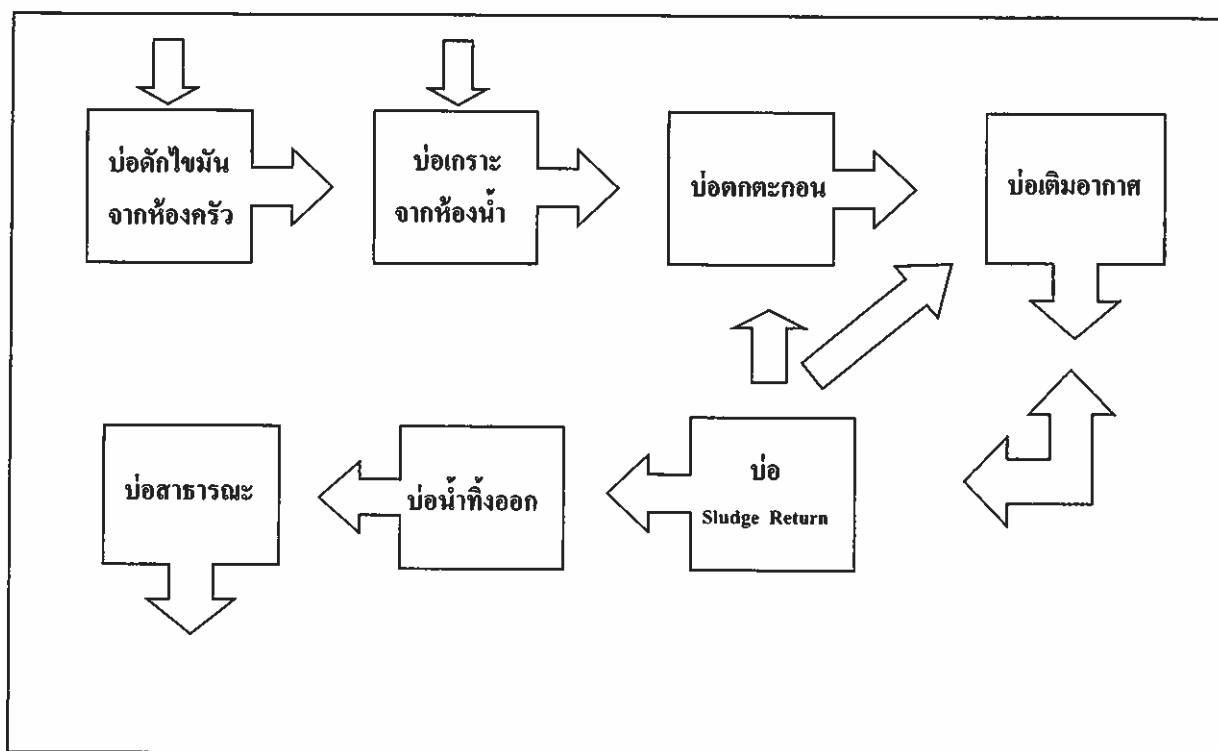 บ่อดักไขมัน
จากห้องครัว
บ่อเกราะ
จากห้องน้ำ
บ่อตกตะกอน
บ่อเติมอากาศ
บ่อสาธารณะ
บ่อน้ำทิ้งออก
บ่อ
Sludge Return